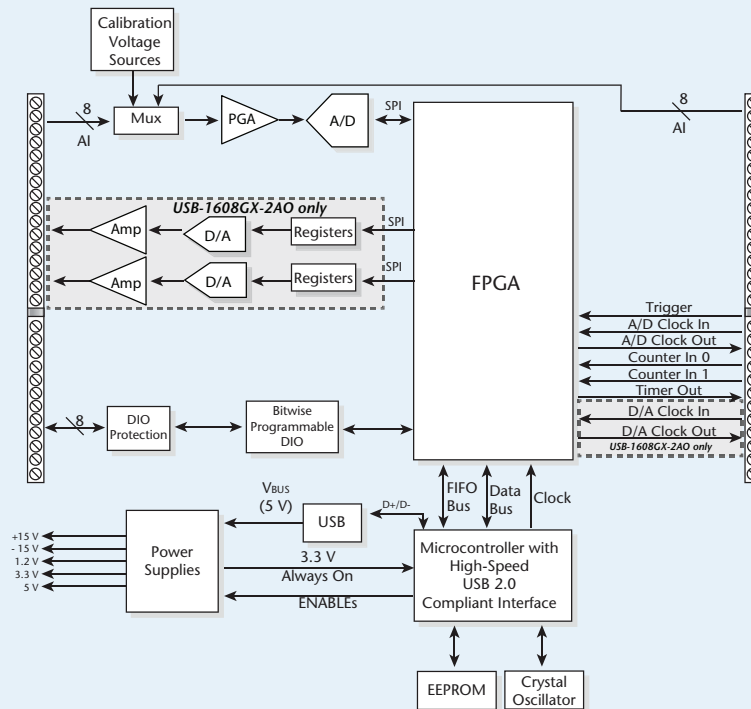 Calibration
Voltage
Sources
8
AI
Mux
PGA
A/D
SPI
8
AI
USB-1608GX-2AO only
Amp
D/A
Registers
SPI
Amp
D/A
Registers
SPI
FPGA
Trigger
A/D Clock In
A/D Clock Out
Counter In 0
Counter In 1
Timer Out
D/A Clock In
D/A Clock Out
USB-1608GX-2AO only
8
DIO
Protection
Bitwise
Programmable
DIO
FIFO
Bus
Data
Bus
Clock
VBUS
(5 V)
USB
D+/D-
+15 V
- 15 V
1.2 V
3.3 V
5 V
Power
Supplies
3.3 V
Always On
ENABLEs
Microcontroller with
High-Speed
USB 2.0
Compliant Interface
EEPROM
Crystal
Oscillator